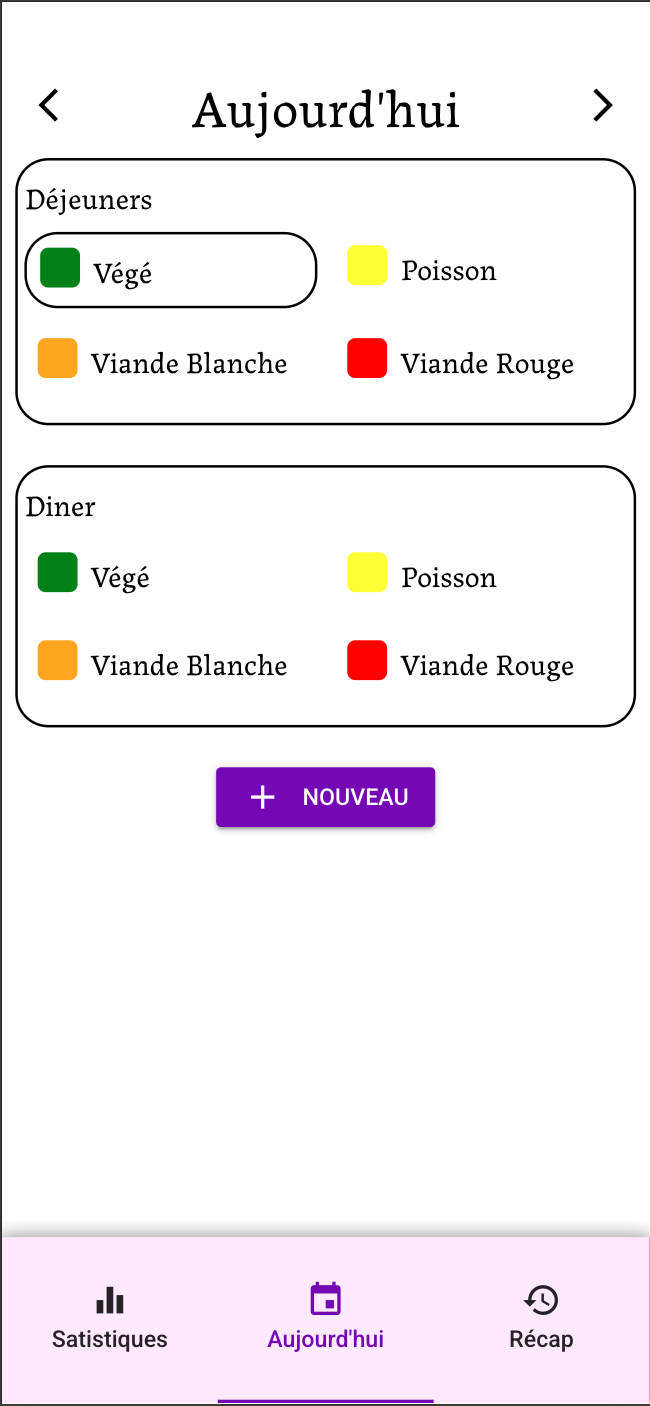 Aujourd'hui
Déjeuners
Végé
Poisson
Viande Blanche
Viande Rouge
Diner
Végé
Poisson
Viande Blanche
Viande Rouge
NOUVEAU
Satistiques
Aujourd'hui
Récap